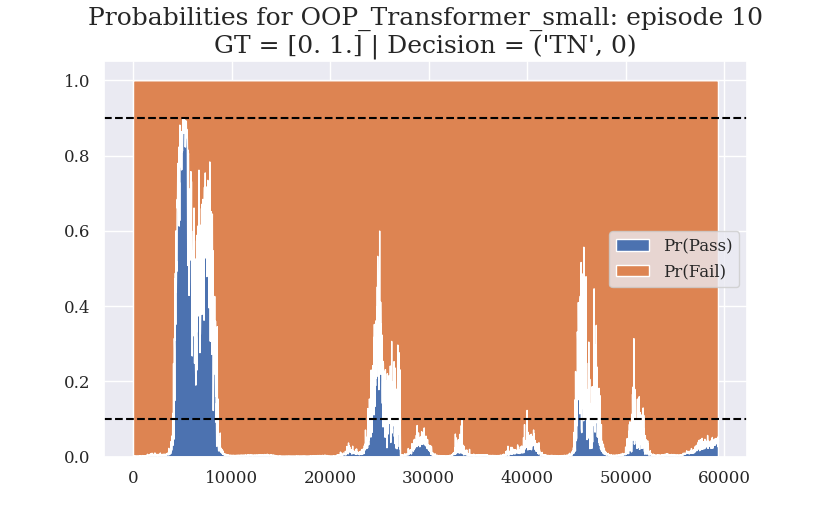 Probabilities for OOP_Transformer_small: episode 10
GT = [0. 1.] | Decision = ('TN', 0)
1.0
0.8
0.6
0.4
0.2
0.0
Pr(Pass)
Pr(Fail)
0 10000 20000 30000 40000 50000 60000